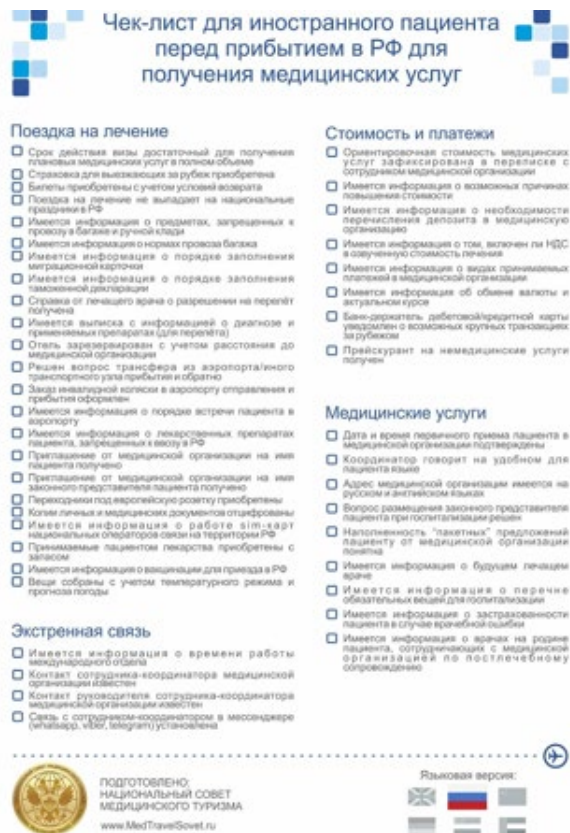 Чек-лист для иностранного пациента
перед прибытием в РФ для
получения медицинских услуг
Поездка на лечение
Срок действия визы достаточный для получения
плановых медицинских услуг в полном объеме
Страховка для выезжающих за рубеж приобретена
Билеты приобретены с учетом условий возврата
Поездка на лечение не выпадает на национальные
праздники в РФ
Имеется информация о предметах, запрещенных к
провозу в багаже и ручной клади
Имеется информация о нормах провоза багажа
Имеется информация о порядке заполнения
миграционной карточки
Имеется информация о порядке заполнения
таможенной декларации
Справка от лечащего врача о разрешении на перелёт
получена
Имеется выписка с информацией о диагнозе и
применяемых препаратах (для перелёта)
Отель зарезервирован с учетом расстояния до
медицинской организации
Решен вопрос трансфера из аэропорта/иного
транспортного узла прибытия и обратно
Заказ инвалидной коляски в аэропорту отправления и
прибытия оформлен
Имеется информация о порядке встречи пациента в
аэропорту
Имеется информация о лекарственных препаратах
пациента, запрещенных к ввозу в РФ
Приглашение от медицинской организации на имя
пациента получено
Приглашение от медицинской организации на имя
законного представителя пациента получено
Переходники под европейскую розетку приобретены
Копии личных и медицинских документов отцифрованы
Имеется информация о работе sim-карт
национальных операторов связи на территории РФ
Принимаемые пациентом лекарства приобретены с
запасом
Имеется информация о вакцинации для приезда в РФ
Вещи собраны с учетом температурного режима и
прогноза погоды
Экстренная связь
Имеется информация о времени работы
международного отдела
Контакт сотрудника-координатора медицинской
организации известен
Контакт руководителя сотрудника-координатора
медицинской организации известен
Связь с сотрудником-координатором в мессенджере
(whatsapp, viber, telegram) установлена
Стоимость и платежи
Ориентировочная стоимость медицинских
услуг зафиксирована в переписке с
сотрудником медицинской организации
Имеется информация о возможных причинах
повышения стоимости
Имеется информация о необходимости
перечисления депозита в медицинскую
организацию
Имеется информация о том, включен ли НДС
в озвученную стоимость лечения
Имеется информация о видах принимаемых
платежей в медицинской организации
Имеется информация об обмене валюты и
актуальном курсе
Банк-держатель дебетовой/кредитной карты
уведомлен о возможных крупных транзакциях
за рубежом
Прейскурант на немедицинские услуги
получен
Медицинские услуги
Дата и время первичного приема пациента в
медицинской организации подтверждены
Координатор говорит на удобном для
пациента языке
Адрес медицинской организации имеется на
русском и английском языках
Вопрос размещения законного представителя
пациента при госпитализации решен
Наполненность "пакетных" предложений
пациенту от медицинской организации
понятна
Имеется информация о будущем лечащем
враче
Имеется информация о перечне
обязательных вещей для госпитализации
Имеется информация о застрахованности
пациента в случае врачебной ошибки
Имеется информация о врачах на родине
пациента, сотрудничающих с медицинской
организацией по постлечебному
сопровождению
ПОДГОТОВЛЕНО:
НАЦИОНАЛЬНЫЙ СОВЕТ
МЕДИЦИНСКОГО ТУРИЗМА
www.MedTravelSovet.ru
Языковая версия: